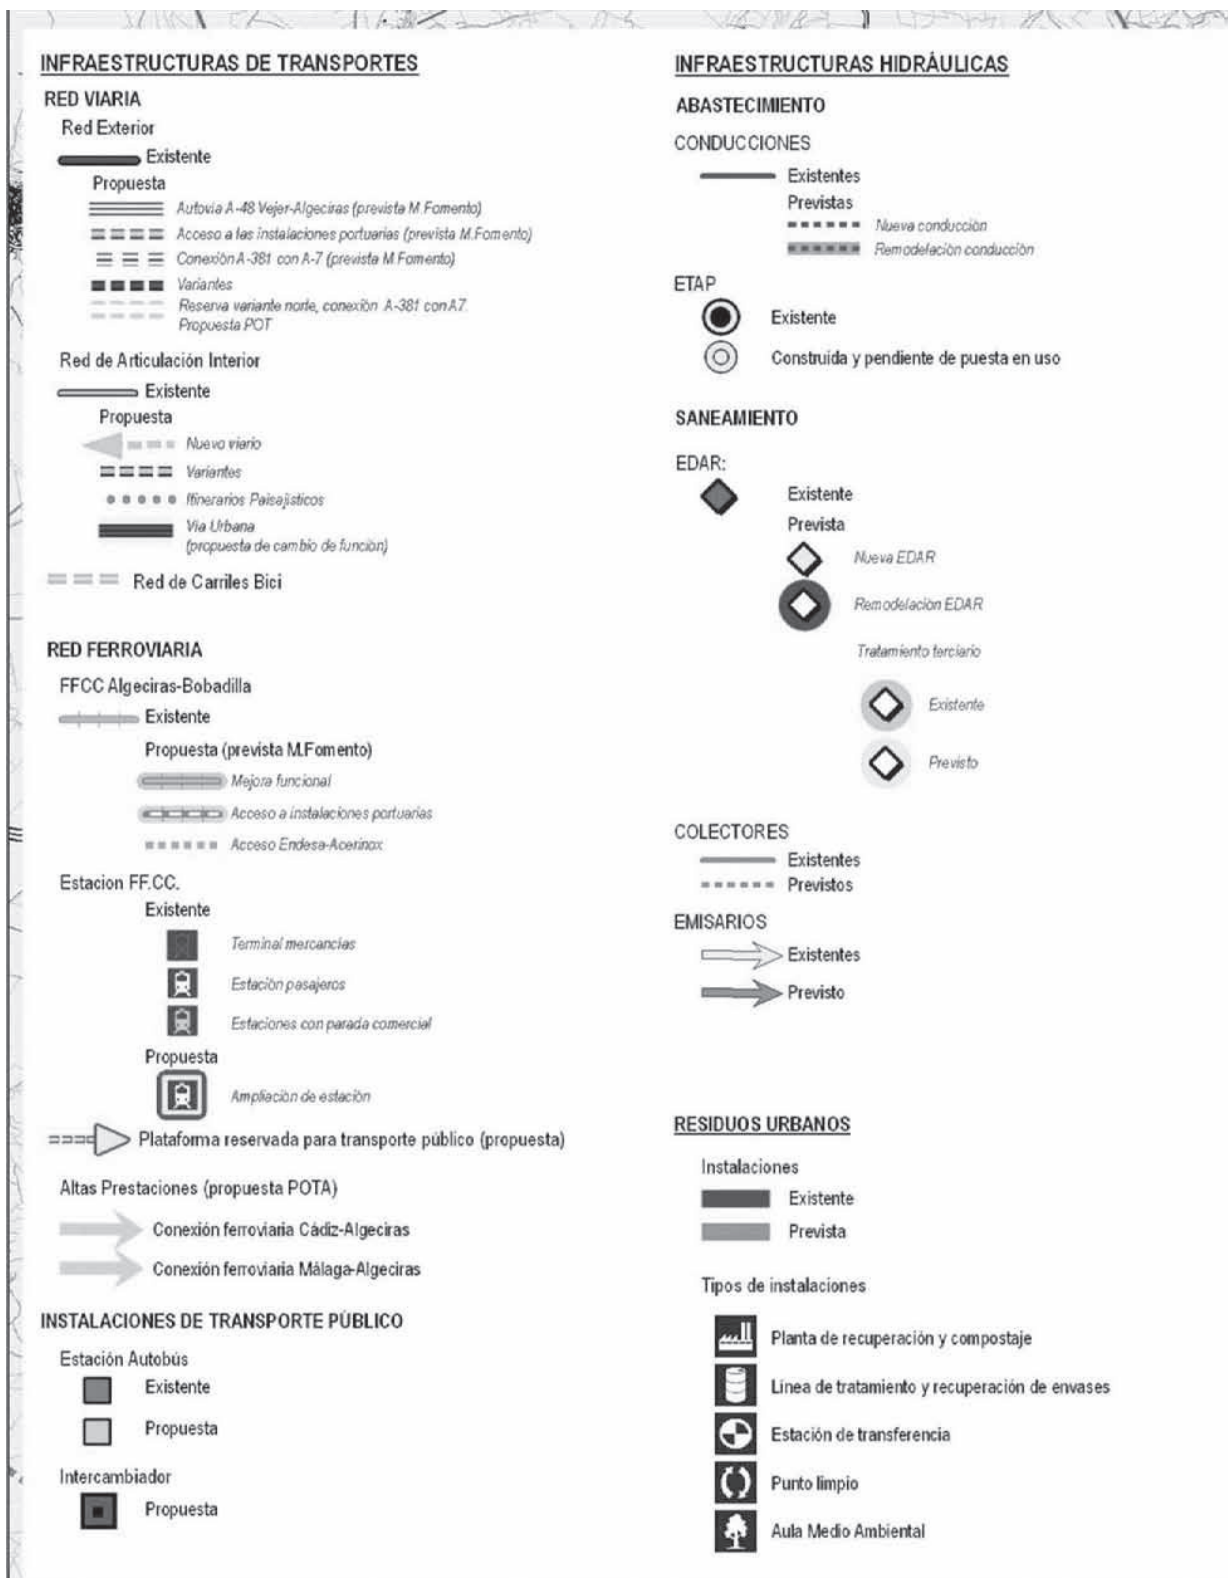 INFRAESTRUCTURAS DE TRANSPORTES
RED VIARIA
Red Exterior
Existente
Propuesta
Autovia A-48 Vejer-Algeciras (prevista M.Fomento)
Acceso a las instalaciones portuarias (prevista M.Fomento)
Conexión A-381 con A-7 (prevista M.Fomento)
Variantes
Reserva variante norte, conexión A-381 con A7.
Propuesta POT
Red de Articulación Interior
Existente
Propuesta
Nuevo viario
Variantes
Itinerarios Paisajísticos
Via Urbana
(propuesta de cambio de función)
Red de Carriles Bici
RED FERROVIARIA
FFCC Algeciras-Bobadilla
Existente
Propuesta (prevista M.Fomento)
Mejora funcional
Acceso a instalaciones portuarias
Acceso Endesa-Acerinox
Estacion FF.CC.
Existente
Terminal mercancías
Estación pasajeros
Estaciones con parada comercial
Propuesta
Ampliación de estación
Plataforma reservada para transporte público (propuesta)
Altas Prestaciones (propuesta POTA)
Conexión ferroviaria Cádiz-Algeciras
Conexión ferroviaria Málaga-Algeciras
INSTALACIONES DE TRANSPORTE PÚBLICO
Estación Autobús
Existente
Propuesta
Intercambiador
Propuesta
INFRAESTRUCTURAS HIDRÁULICAS
ABASTECIMIENTO
CONDUCCIONES
Existentes
Previstas
Nueva conducción
Remodelación conducción
ETAP
Existente
Construida y pendiente de puesta en uso
SANEAMIENTO
EDAR:
Existente
Prevista
Nueva EDAR
Remodelación EDAR
Tratamiento terciario
Existente
Previsto
COLECTORES
Existentes
Previstos
EMISARIOS
Existentes
Previsto
RESIDUOS URBANOS
Instalaciones
Existente
Prevista
Tipos de instalaciones
Planta de recuperación y compostaje
Línea de tratamiento y recuperación de envases
Estación de transferencia
Punto limpio
Aula Medio Ambiental